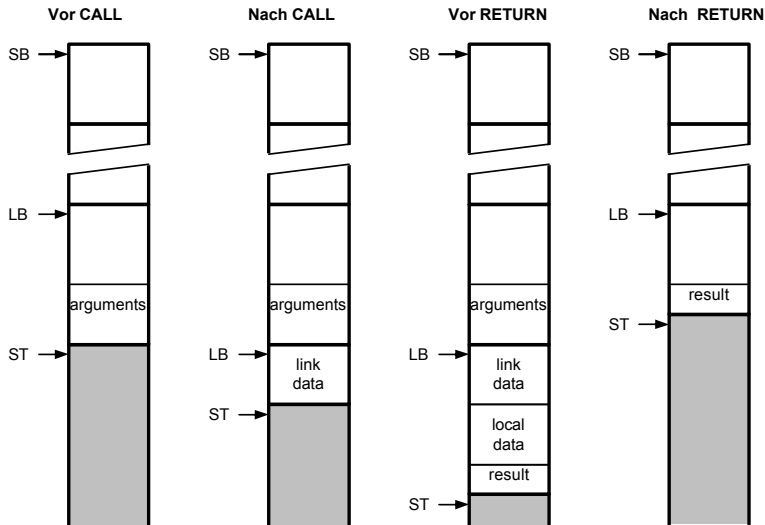 Vor CALL
SB
LB
arguments
ST
Nach CALL
SB
arguments
LB
link
data
ST
Vor RETURN
SB
arguments
LB
link
data
local
data
result
ST
Nach RETURN
SB
LB
result
ST